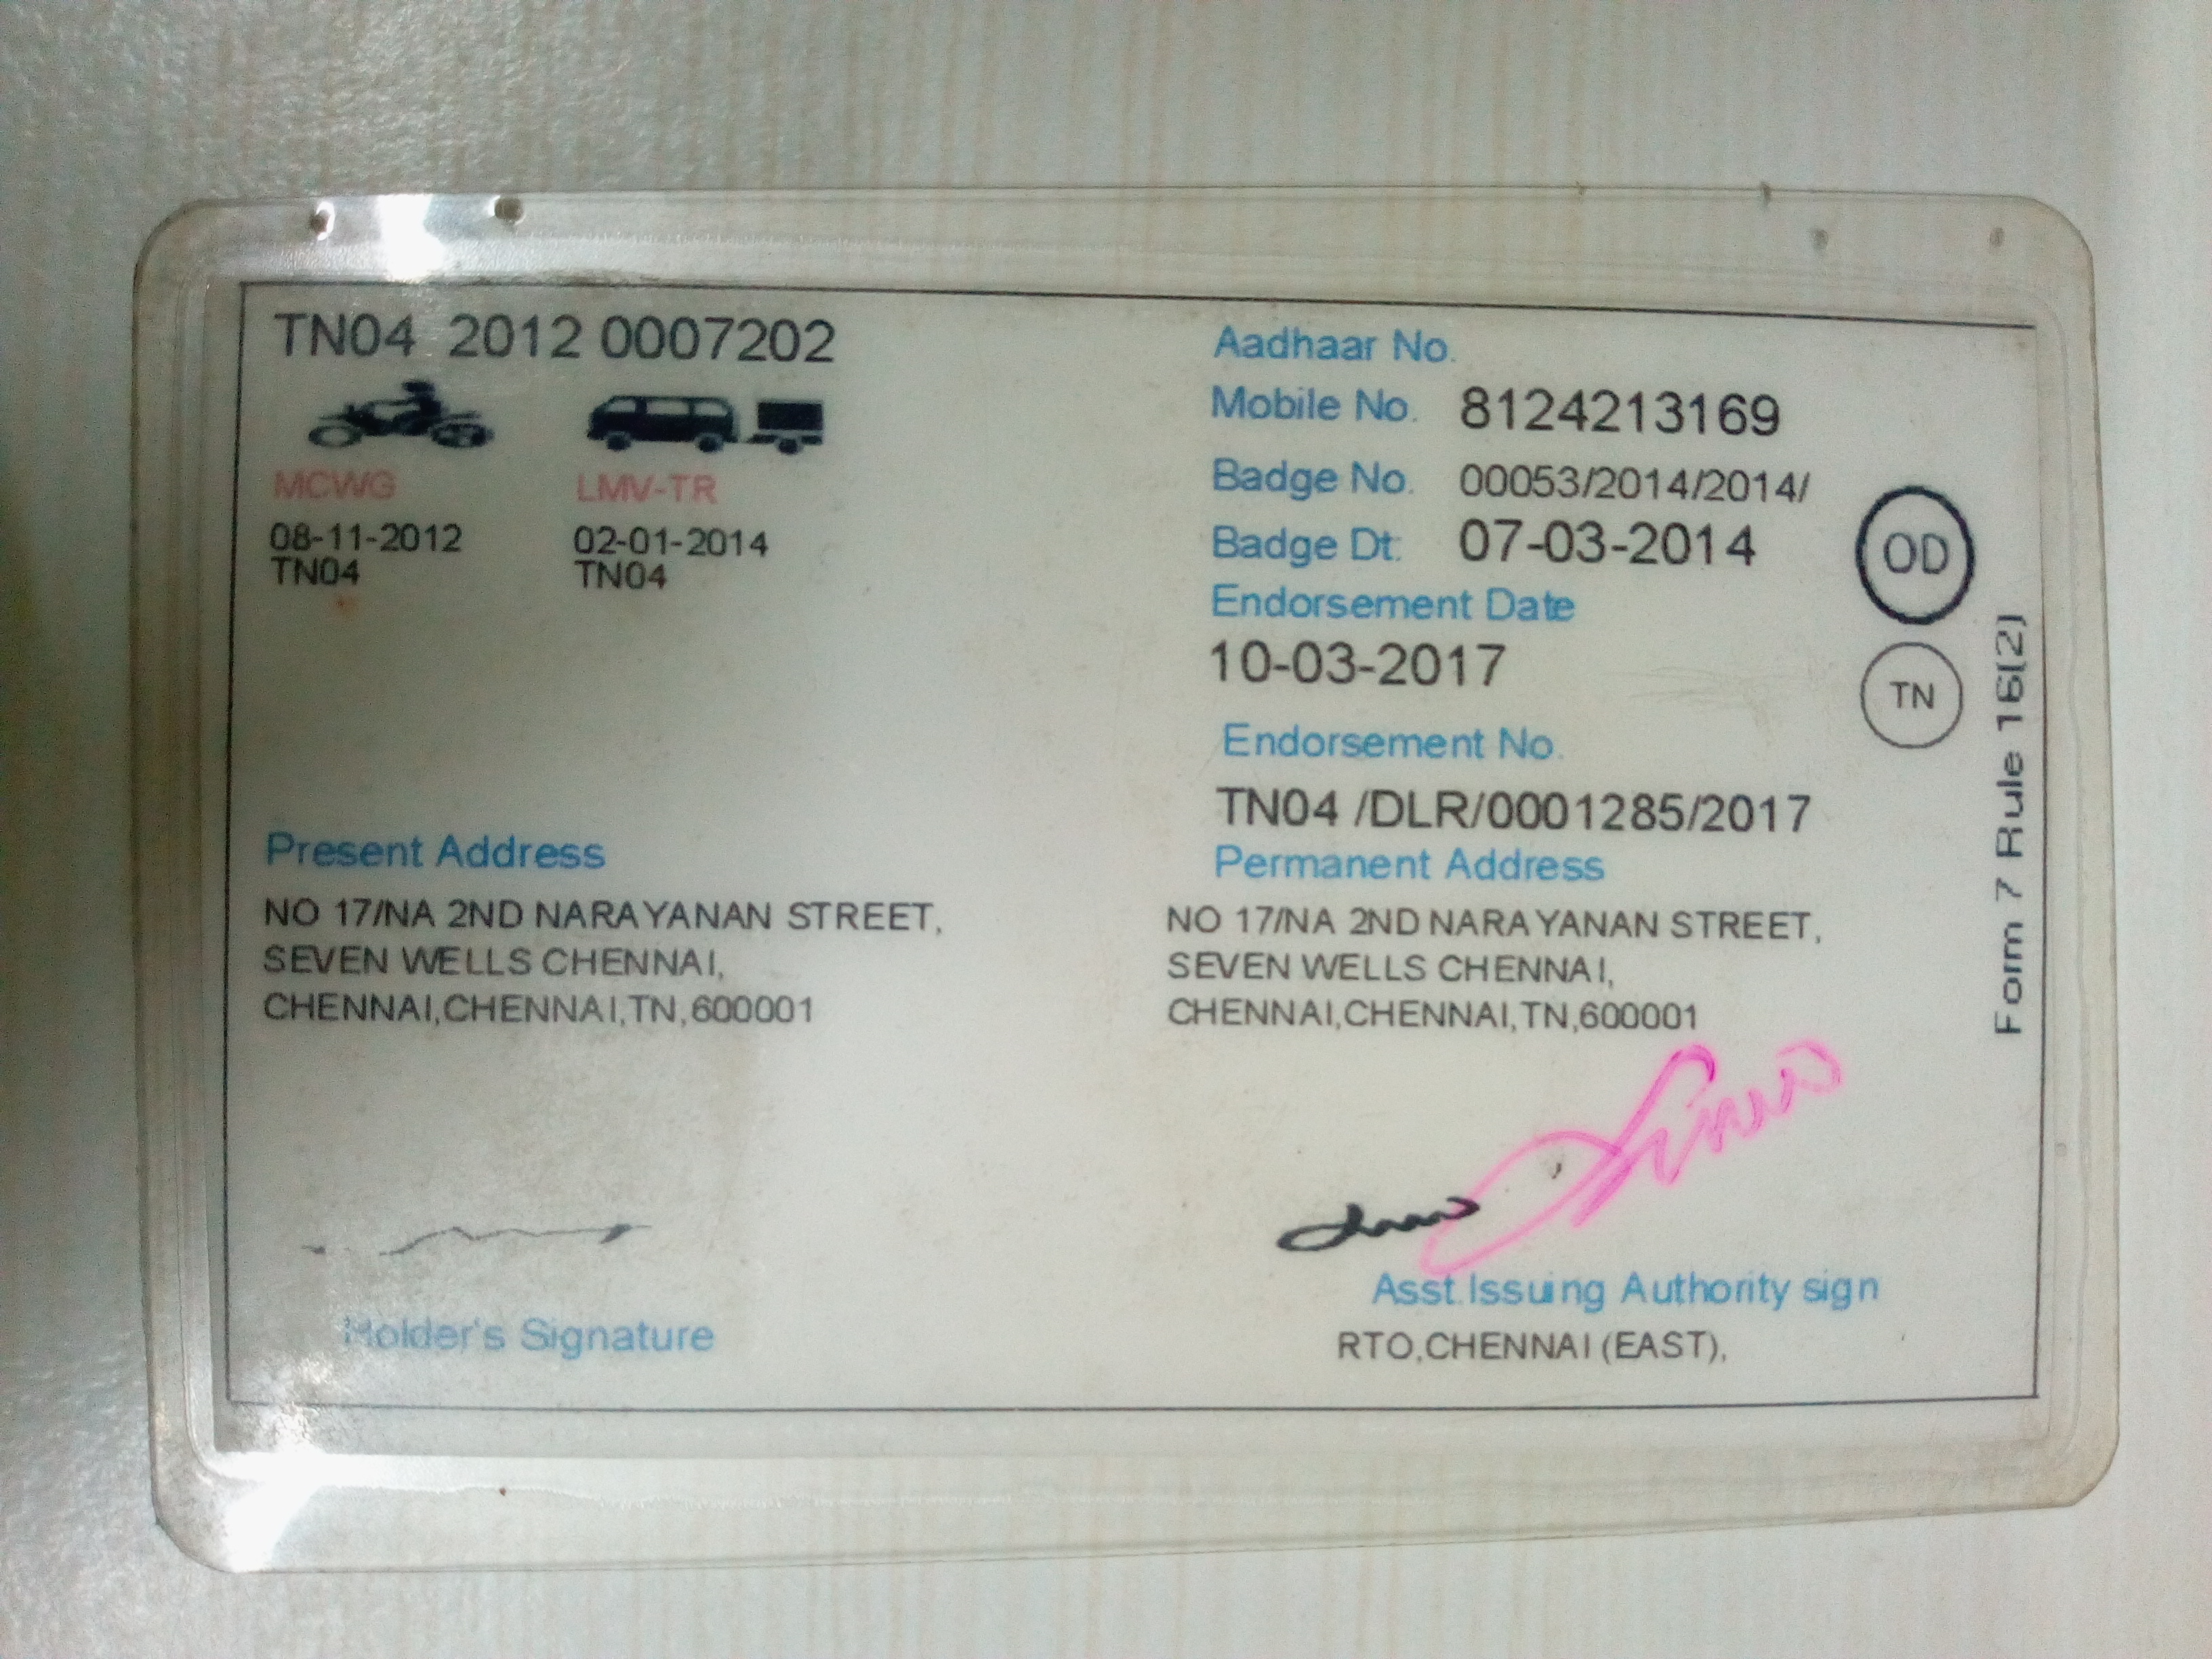 TN04 2012 0007202
MCWG LMV-TR
08-11-2012 02-01-2014
TN04 TN04
Aadhaar No.
Mobile No. 8124213169
Badge No. 00053/2014/2014/
Badge Dt: 07-03-2014
OD
Endorsement Date
10-03-2017
TN
Endorsement No.
TN04 /DLR/0001285/2017
Form 7 Rule 16(2)
Present Address
NO 17/NA 2ND NARAYANAN STREET,
SEVEN WELLS CHENNAI,
CHENNAI,CHENNAI,TN,600001
Permanent Address
NO 17/NA 2ND NARAYANAN STREET,
SEVEN WELLS CHENNAI,
CHENNAI,CHENNAI,TN,600001
Holder's Signature
Asst.Issuing Authority sign
RTO,CHENNAI (EAST),